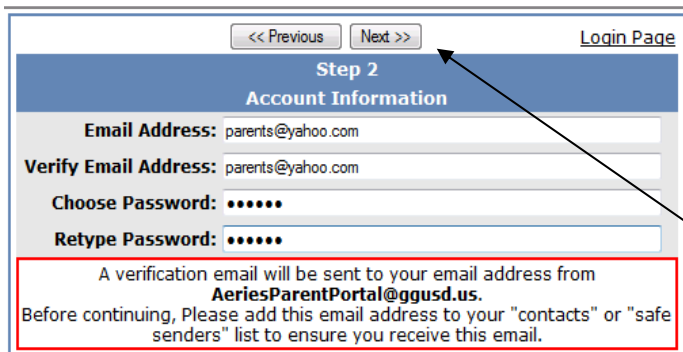 << Previous Next >> Login Page
Step 2
Account Information
Email Address: parents@yahoo.com
Verify Email Address: parents@yahoo.com
Choose Password: ••••••
Retype Password: ••••••
A verification email will be sent to your email address from
AeriesParentPortal@ggusd.us.
Before continuing, Please add this email address to your "contacts" or "safe
senders" list to ensure you receive this email.